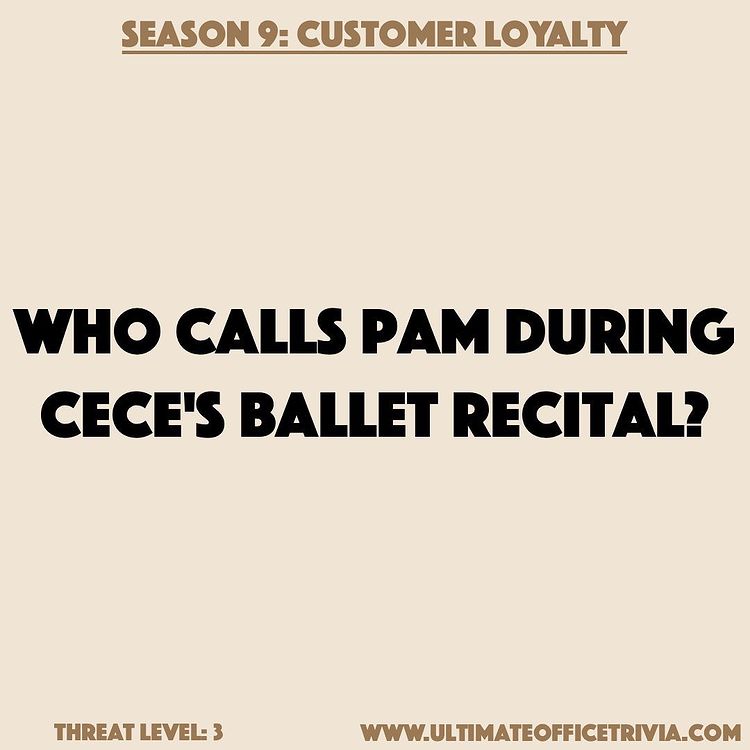 SEASON 9: CUSTOMER LOYALTY
WHO CALLS PAM DURING
CECE'S BALLET RECITAL?
THREAT LEVEL: 3
WWW.ULTIMATEOFFICETRIVIA.COM